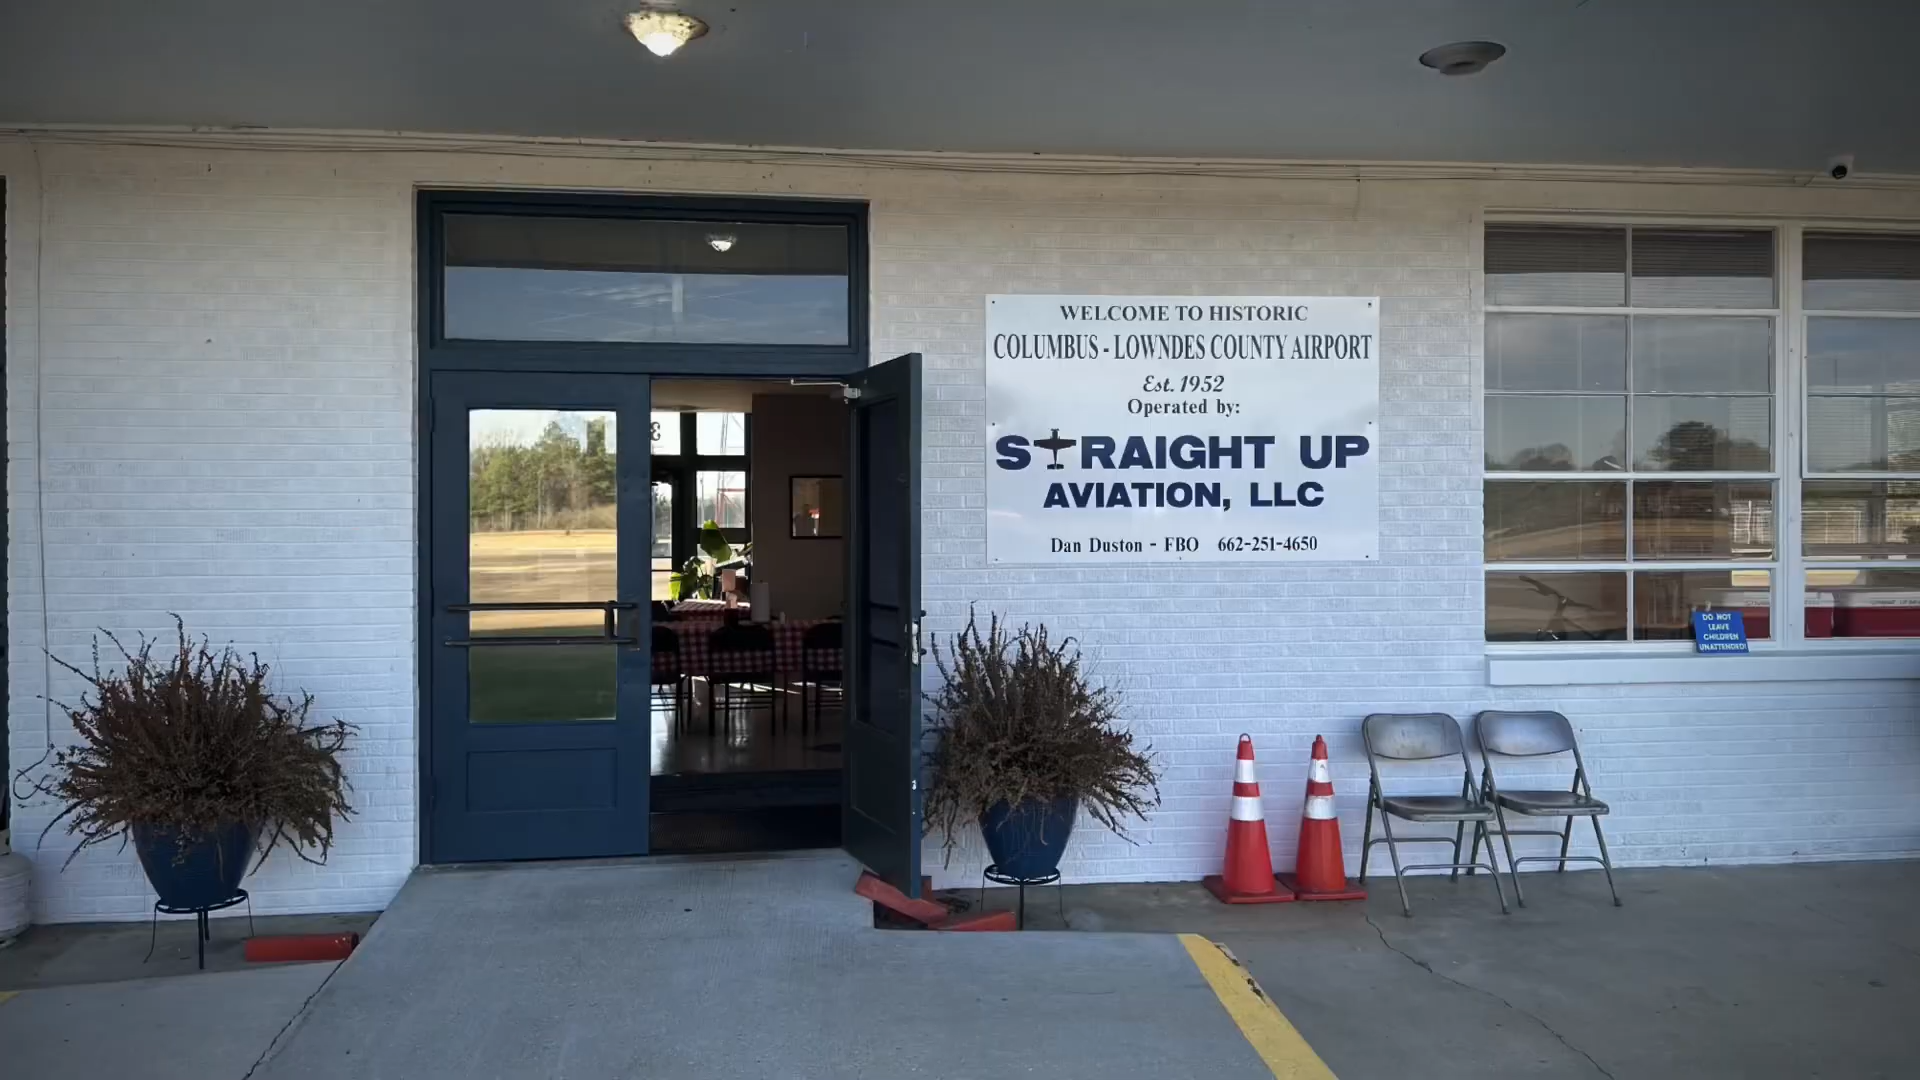 WELCOME TO HISTORIC
COLUMBUS - LOWNDES COUNTY AIRPORT
Est. 1952
Operated by:
STRAIGHT UP
AVIATION, LLC
Dan Duston - FBO 662-251-4650
DO NOT
LEAVE
CHILDREN
UNATTENDED!